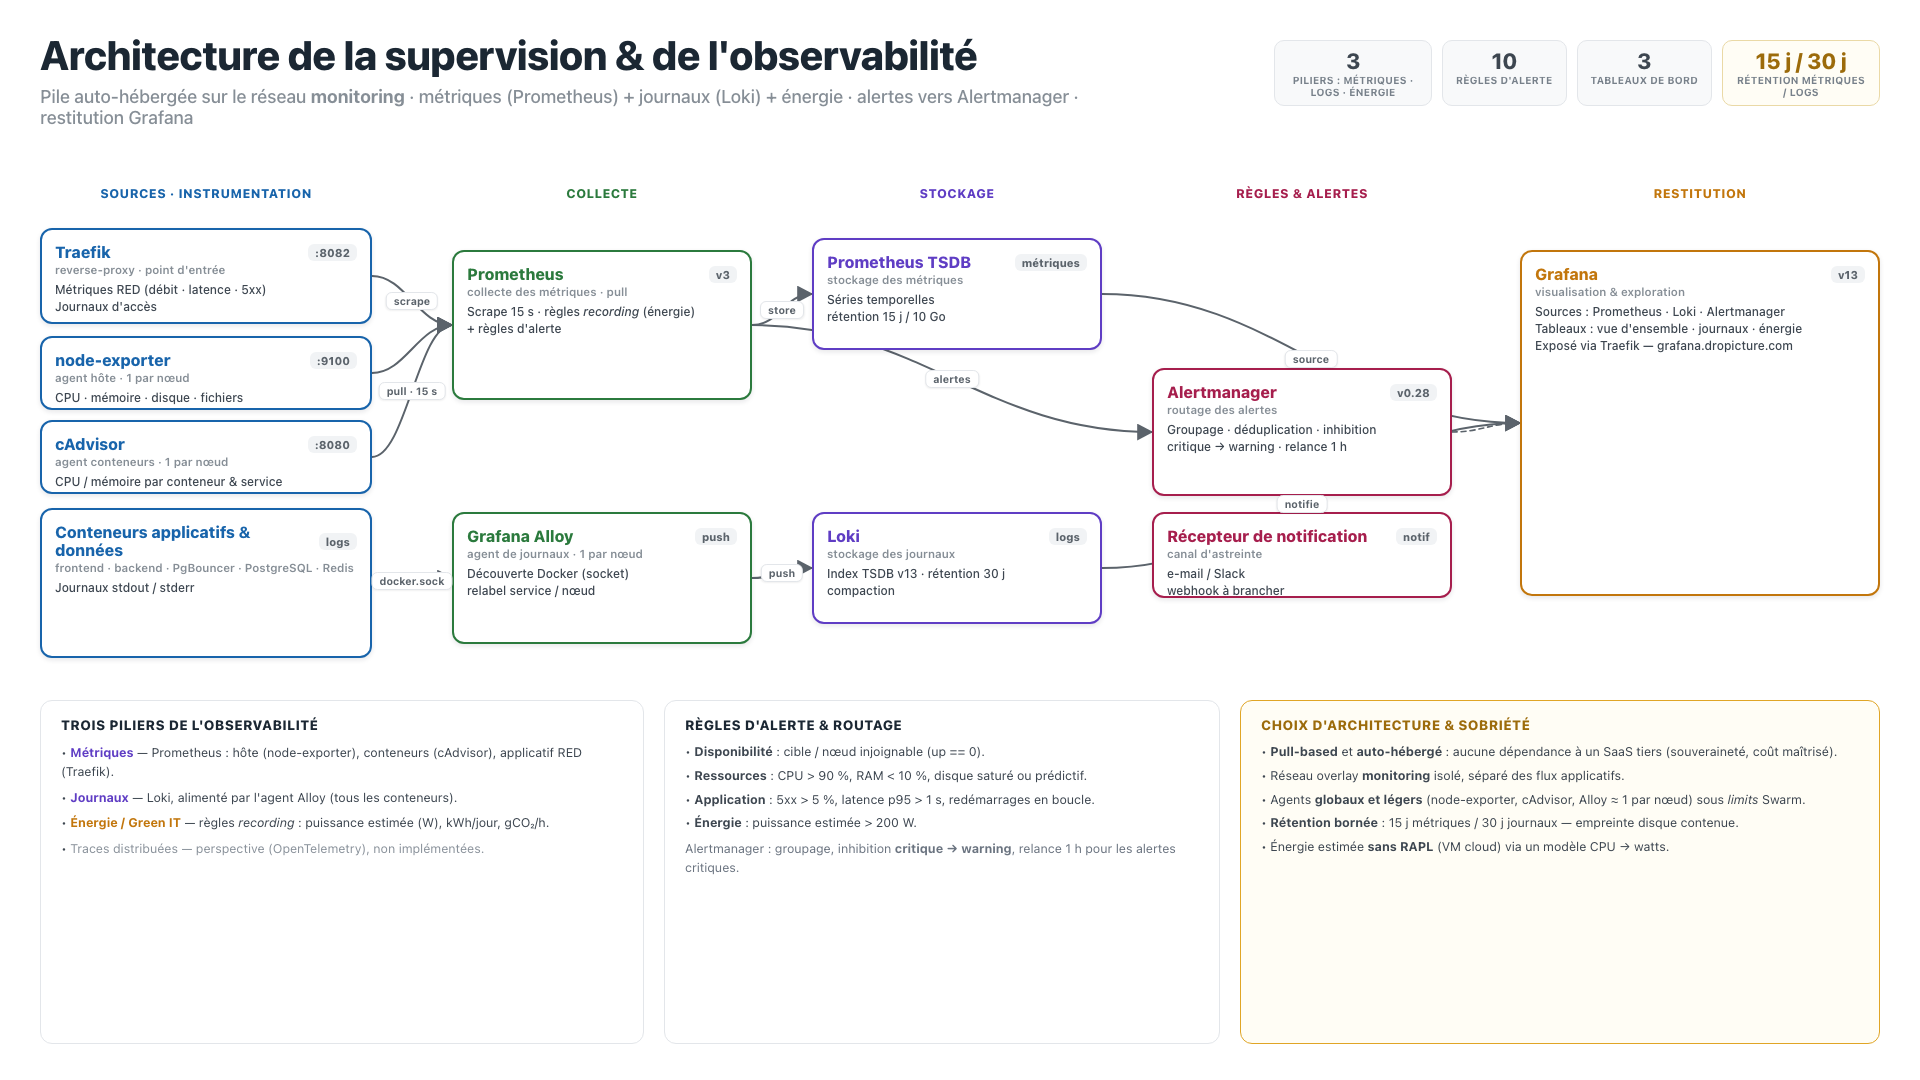 Architecture de la supervision & de l'observabilité
Pile auto-hébergée sur le réseau monitoring · métriques (Prometheus) + journaux (Loki) + énergie · alertes vers Alertmanager ·
restitution Grafana
3
PILIERS : MÉTRIQUES ·
LOGS · ÉNERGIE
10
RÈGLES D'ALERTE
3
TABLEAUX DE BORD
15 j / 30 j
RÉTENTION MÉTRIQUES
/ LOGS
SOURCES · INSTRUMENTATION
COLLECTE
STOCKAGE
RÈGLES & ALERTES
RESTITUTION
Traefik
:8082
reverse-proxy · point d'entrée
Métriques RED (débit · latence · 5xx)
Journaux d'accès
node-exporter
:9100
agent hôte · 1 par nœud
CPU · mémoire · disque · fichiers
cAdvisor
:8080
agent conteneurs · 1 par nœud
CPU / mémoire par conteneur & service
Conteneurs applicatifs &
données
logs
frontend · backend · PgBouncer · PostgreSQL · Redis
Journaux stdout / stderr
scrape
pull · 15 s
docker.sock
Prometheus
v3
collecte des métriques · pull
Scrape 15 s · règles recording (énergie)
+ règles d'alerte
Grafana Alloy
push
agent de journaux · 1 par nœud
Découverte Docker (socket)
relabel service / nœud
store
alertes
push
Prometheus TSDB
métriques
stockage des métriques
Séries temporelles
rétention 15 j / 10 Go
Loki
logs
stockage des journaux
Index TSDB v13 · rétention 30 j
compaction
source
Alertmanager
v0.28
routage des alertes
Groupage · déduplication · inhibition
critique → warning · relance 1 h
notifie
Récepteur de notification
notif
canal d'astreinte
e-mail / Slack
webhook à brancher
Grafana
v13
visualisation & exploration
Sources : Prometheus · Loki · Alertmanager
Tableaux : vue d'ensemble · journaux · énergie
Exposé via Traefik — grafana.dropicture.com
TROIS PILIERS DE L'OBSERVABILITÉ
· Métriques — Prometheus : hôte (node-exporter), conteneurs (cAdvisor), applicatif RED
(Traefik).
· Journaux — Loki, alimenté par l'agent Alloy (tous les conteneurs).
· Énergie / Green IT — règles recording : puissance estimée (W), kWh/jour, gCO₂/h.
· Traces distribuées — perspective (OpenTelemetry), non implémentées.
RÈGLES D'ALERTE & ROUTAGE
· Disponibilité : cible / nœud injoignable (up == 0).
· Ressources : CPU > 90 %, RAM < 10 %, disque saturé ou prédictif.
· Application : 5xx > 5 %, latence p95 > 1 s, redémarrages en boucle.
· Énergie : puissance estimée > 200 W.
Alertmanager : groupage, inhibition critique → warning, relance 1 h pour les alertes
critiques.
CHOIX D'ARCHITECTURE & SOBRIÉTÉ
· Pull-based et auto-hébergé : aucune dépendance à un SaaS tiers (souveraineté, coût maîtrisé).
· Réseau overlay monitoring isolé, séparé des flux applicatifs.
· Agents globaux et légers (node-exporter, cAdvisor, Alloy ≈ 1 par nœud) sous limits Swarm.
· Rétention bornée : 15 j métriques / 30 j journaux — empreinte disque contenue.
· Énergie estimée sans RAPL (VM cloud) via un modèle CPU → watts.